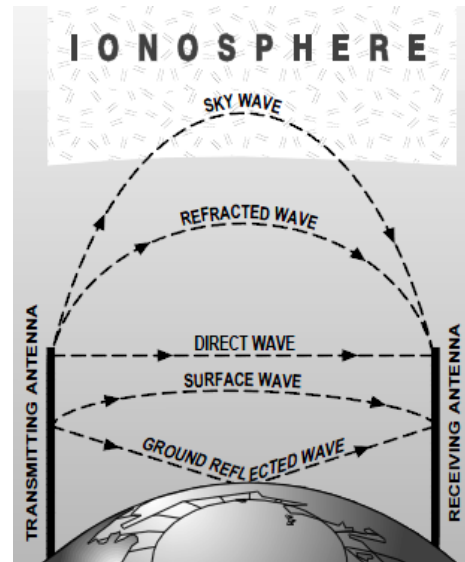 IONOSPHERE
SKY WAVE
REFRACTED WAVE
DIRECT WAVE
SURFACE WAVE
GROUND REFLECTED WAVE
TRANSMITTING ANTENNA
RECEIVING ANTENNA